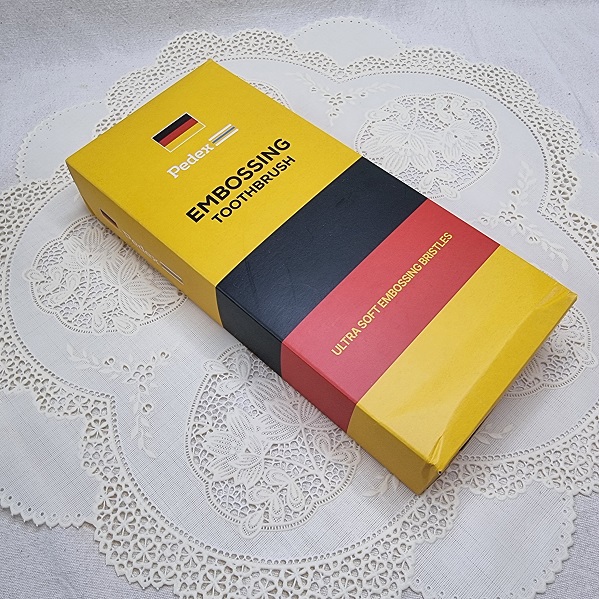 Pedex
EMBOSSING
TOOTHBRUSH
ULTRA SOFT EMBOSSING BRISTLES